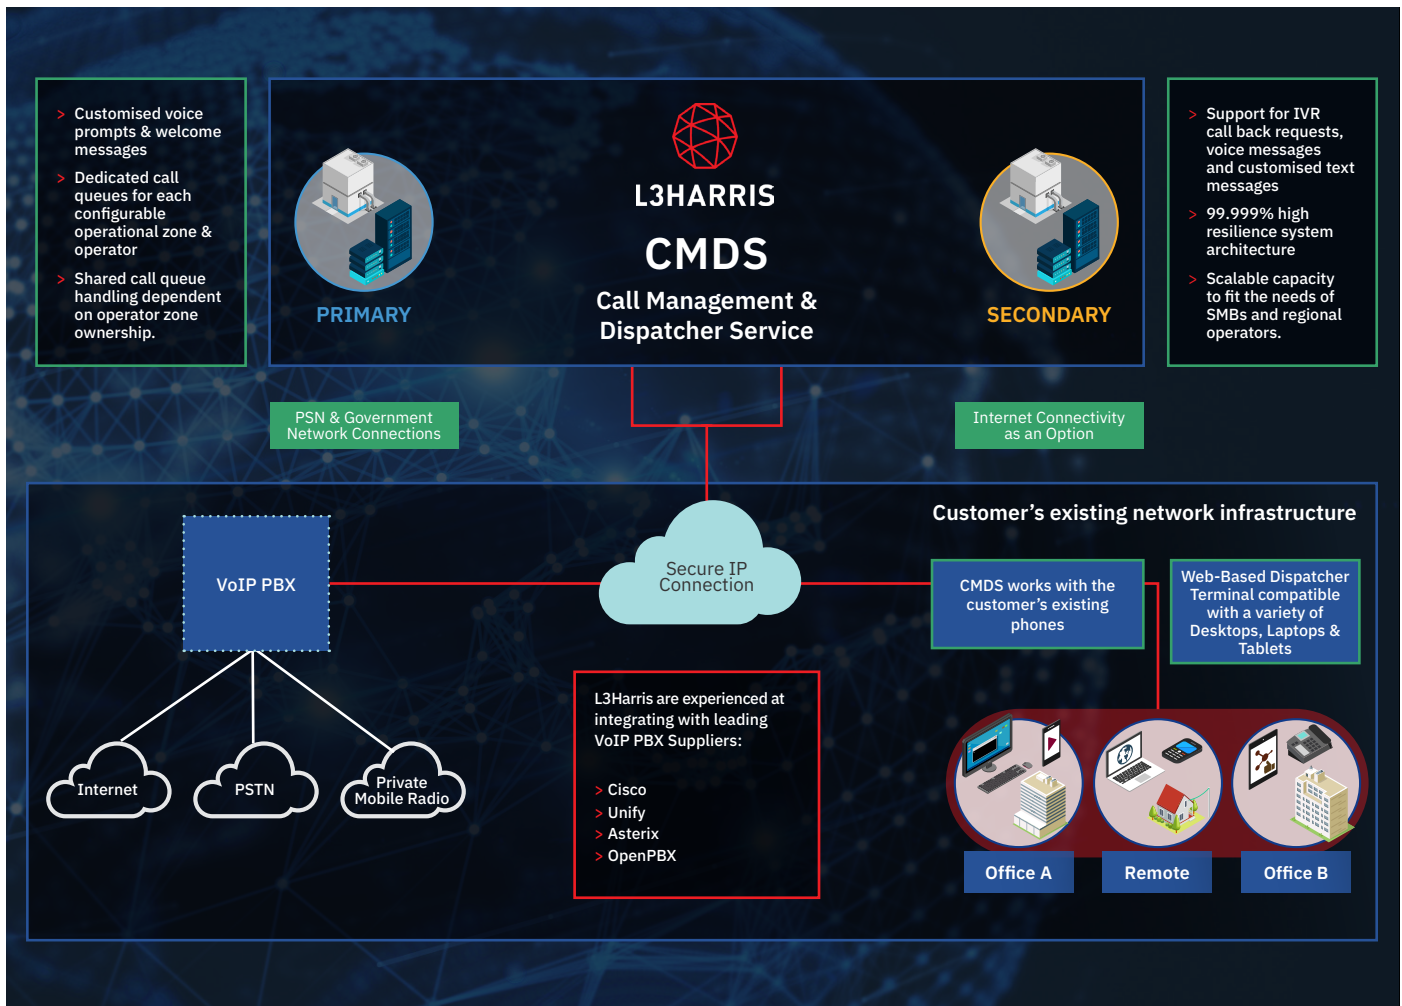 > Customised voice
prompts & welcome
messages
> Dedicated call
queues for each
configurable
operational zone &
operator
> Shared call queue
handling dependent
on operator zone
ownership.
PRIMARY
L3HARRIS
CMDS
Call Management &
Dispatcher Service
SECONDARY
> Support for IVR
call back requests,
voice messages
and customised text
messages
> 99.999% high
resilience system
architecture
> Scalable capacity
to fit the needs of
SMBs and regional
operators.
PSN & Government
Network Connections
Internet Connectivity
as an Option
Customer’s existing network infrastructure
VoIP PBX
Secure IP
Connection
CMDS works with the
customer’s existing
phones
Web-Based Dispatcher
Terminal compatible
with a variety of
Desktops, Laptops &
Tablets
Internet
PSTN
Private
Mobile Radio
L3Harris are experienced at
integrating with leading
VoIP PBX Suppliers:
> Cisco
> Unify
> Asterix
> OpenPBX
Office A
Remote
Office B